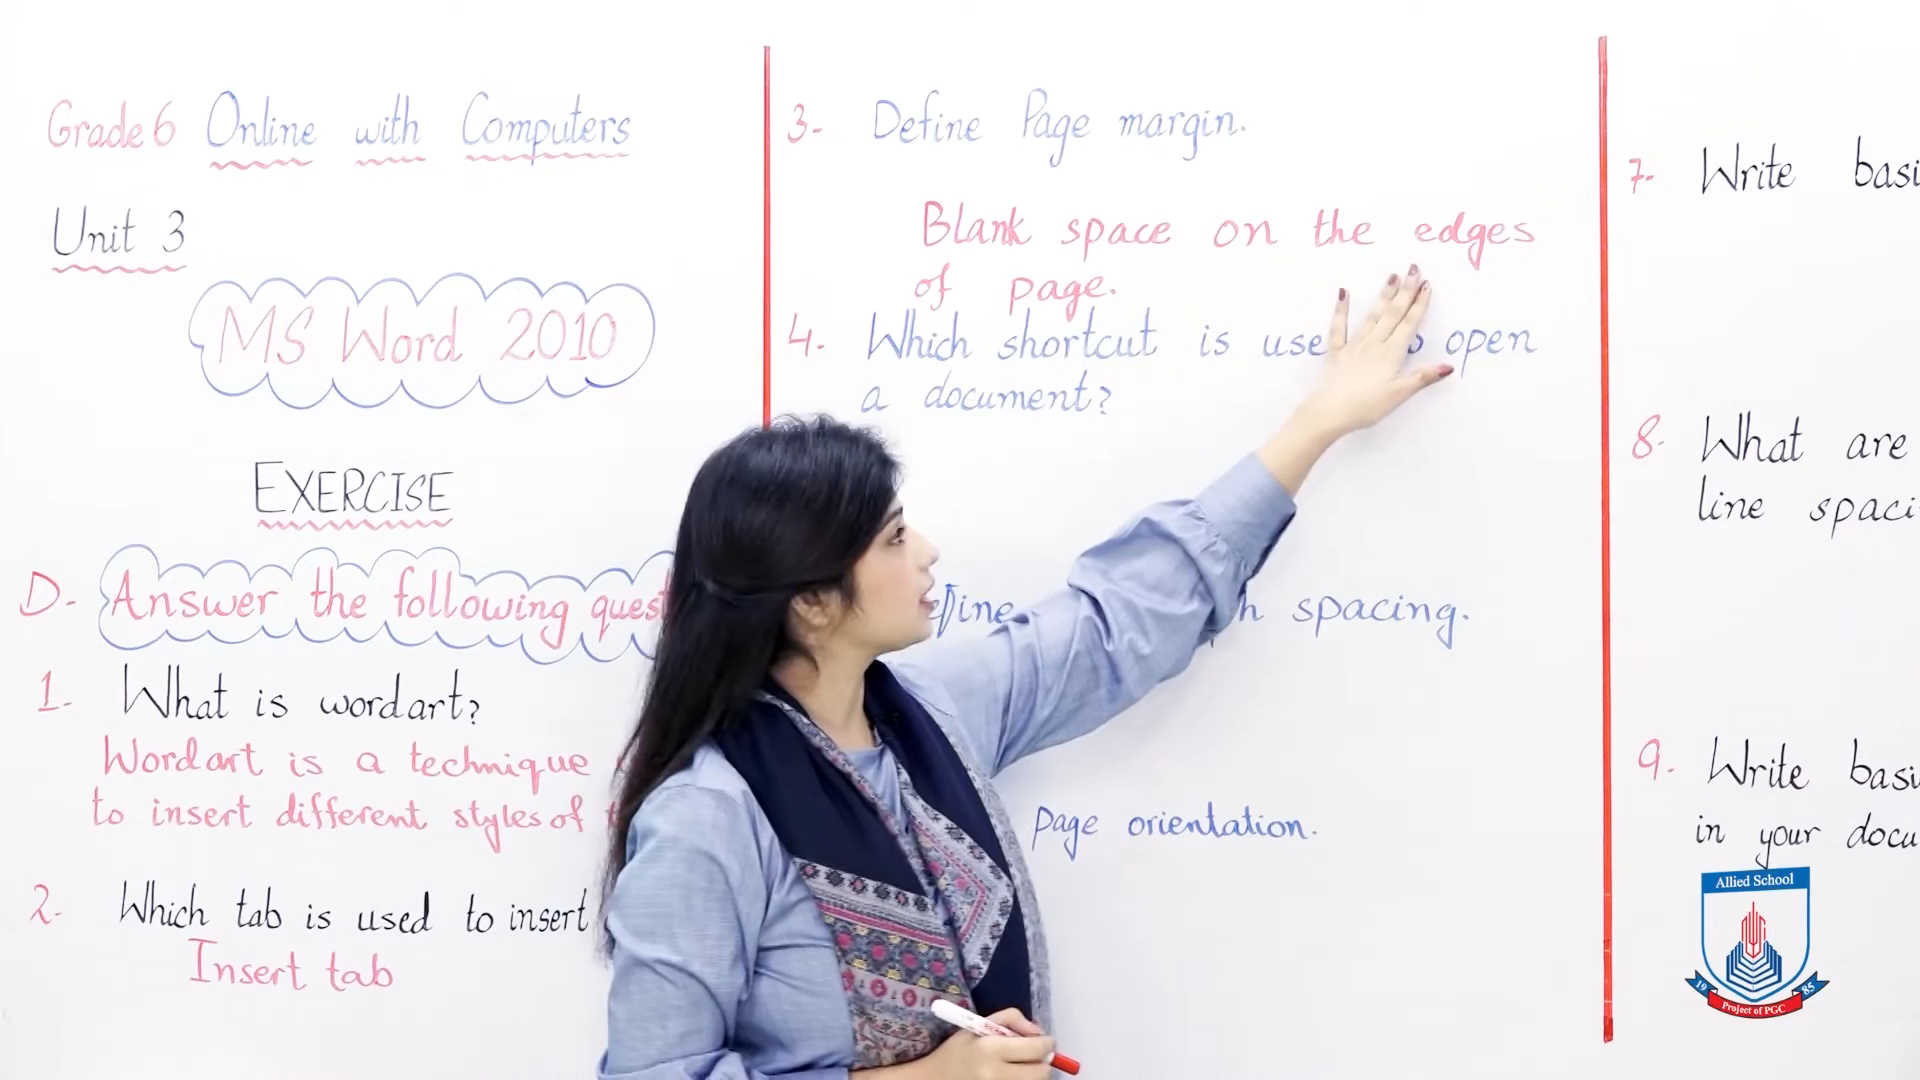 Grade 6 Online with Computers
Unit 3
MS Word 2010
EXERCISE
D- Answer the following quest
1- What is wordart?
Wordart is a technique
to insert different styles of
2- Which tab is used to insert
Insert tab
3- Define Page margin.
Blank space on the edges
of page.
4- Which shortcut is use open
a document?
fine h spacing.
page orientation.
7- Write basi
8- What are
line spaci
9- Write basi
in your docu
Allied School
19 85
Project of PGC